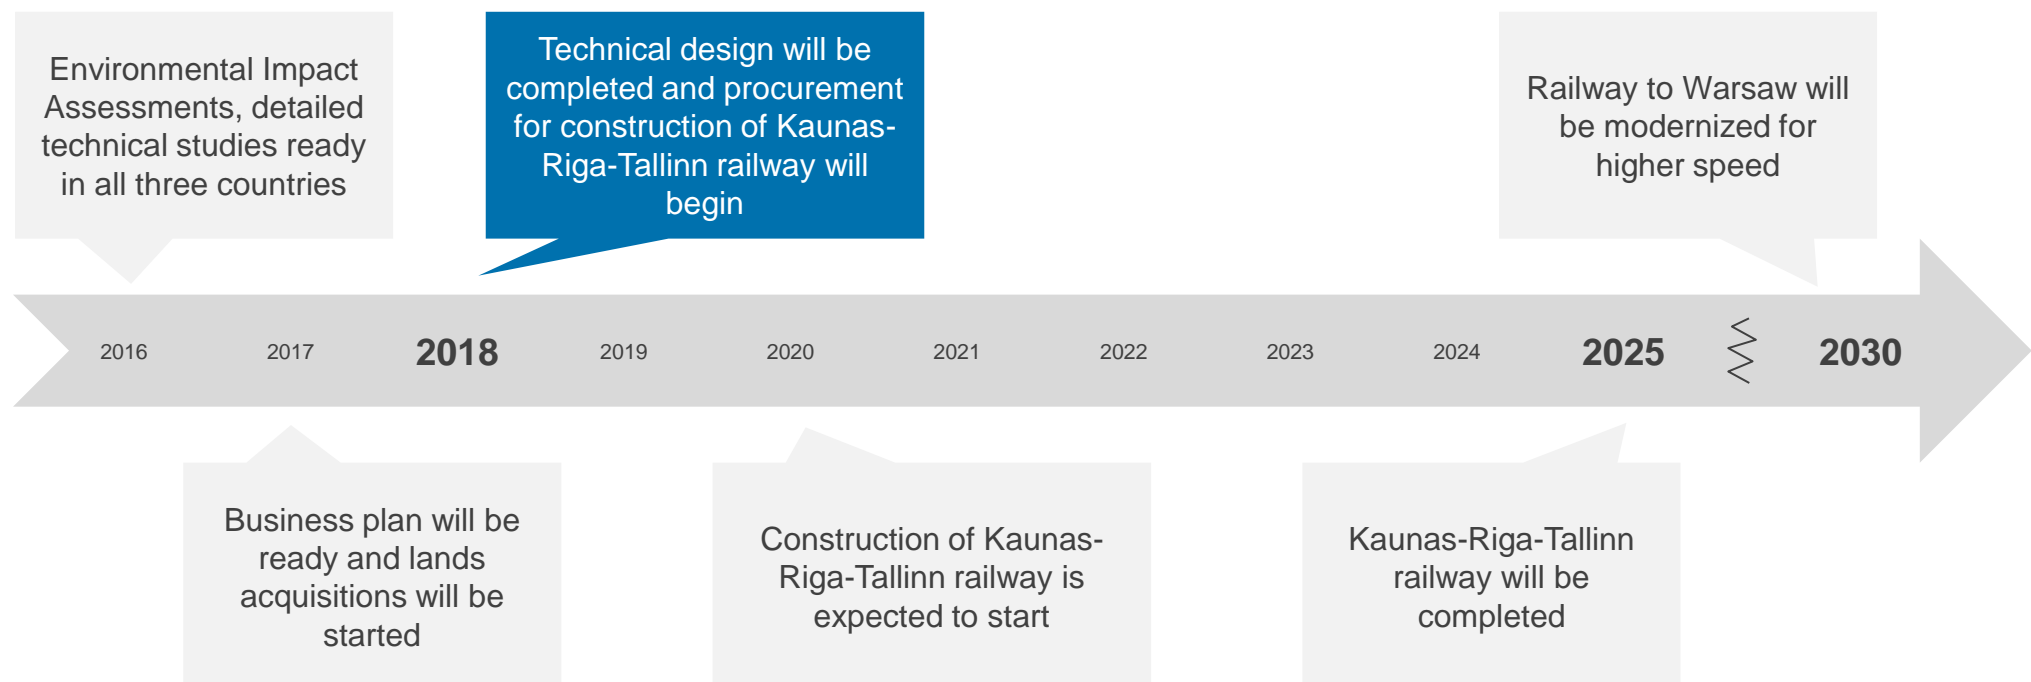 Environmental Impact
Assessments, detailed
technical studies ready
in all three countries
Technical design will be
completed and procurement
for construction of Kaunas-
Riga-Tallinn railway will
begin
Railway to Warsaw will
be modernized for
higher speed
2016 2017 2018 2019 2020 2021 2022 2023 2024 2025 2030
Business plan will be
ready and lands
acquisitions will be
started
Construction of Kaunas-
Riga-Tallinn railway is
expected to start
Kaunas-Riga-Tallinn
railway will be
completed